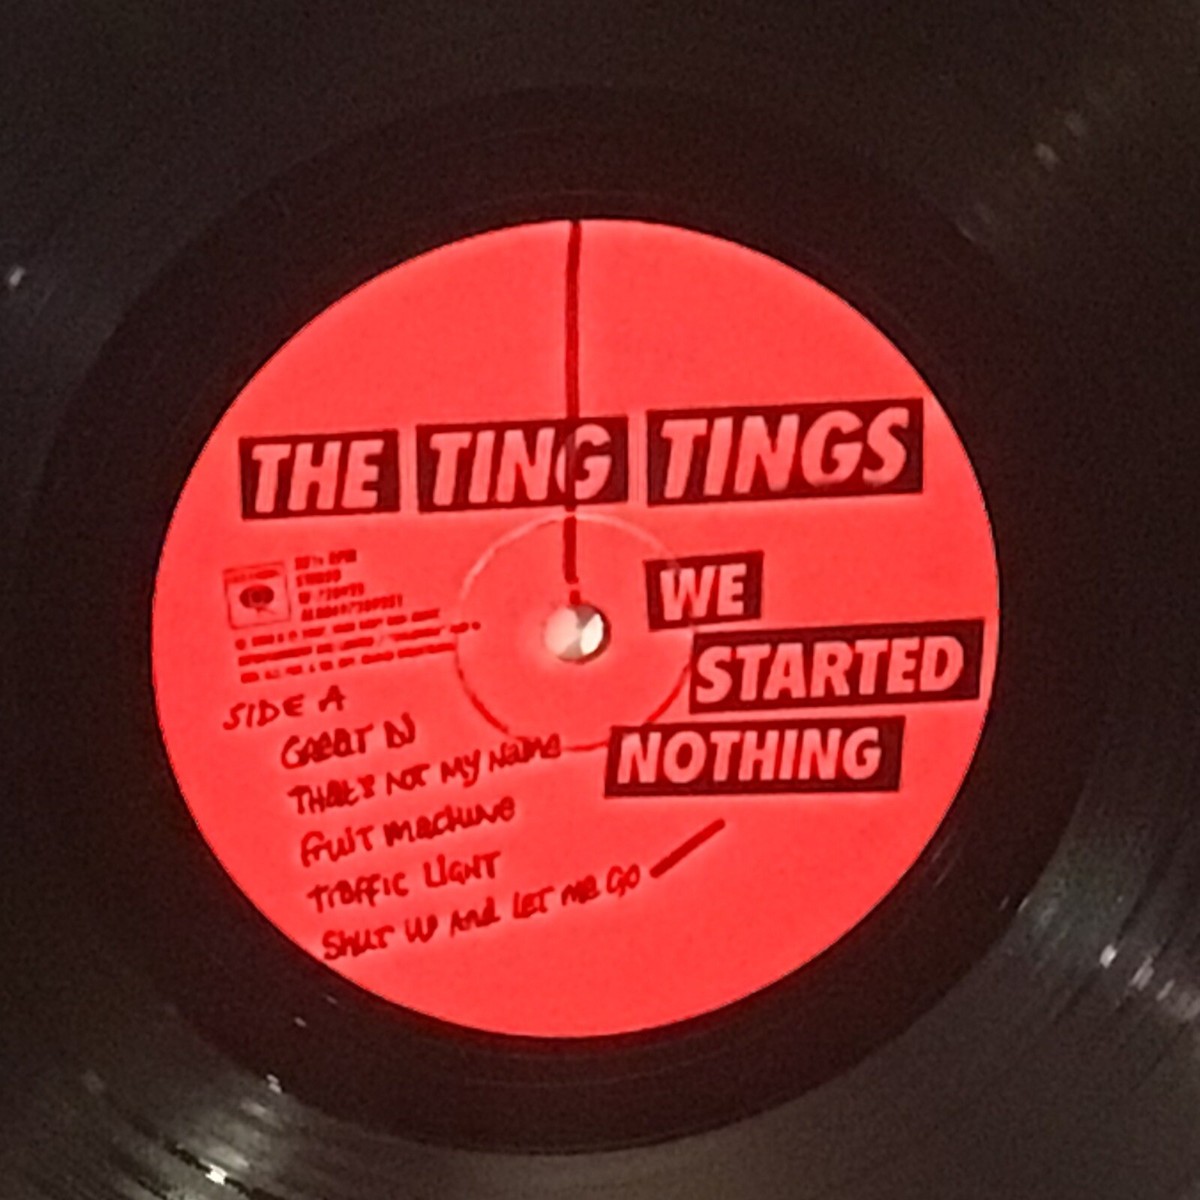 THE TING TINGS
WE
STARTED
NOTHING
STEREO
SIDE A
GREAT DJ
THAT'S NOT MY NAME
FRUIT MACHINE
TRAFFIC LIGHT
SHUT UP AND LET ME GO